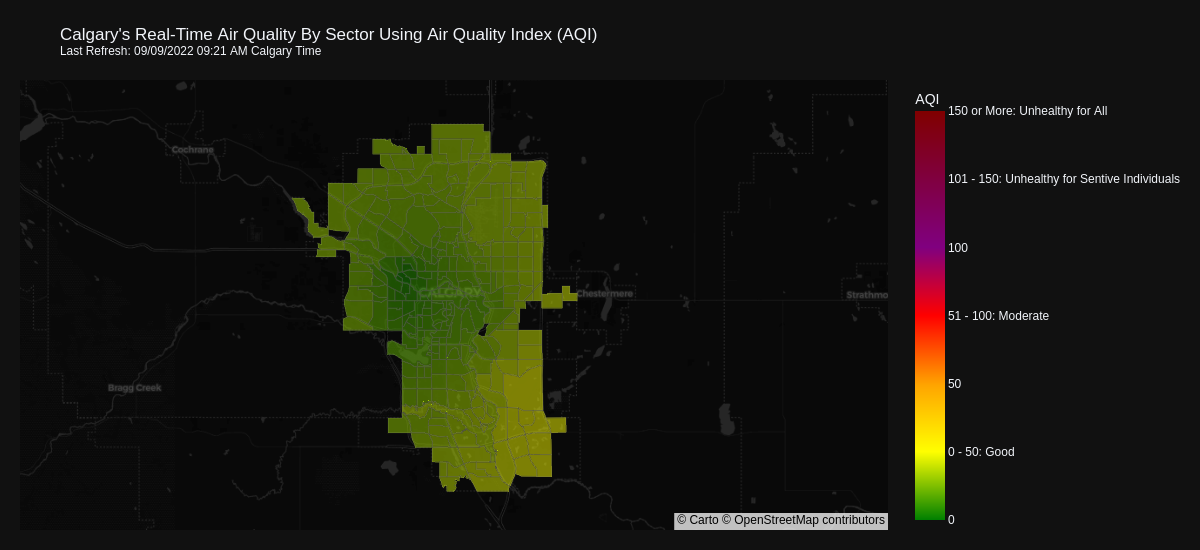 Calgary's Real-Time Air Quality By Sector Using Air Quality Index (AQI)
Last Refresh: 09/09/2022 09:21 AM Calgary Time
AQI
150 or More: Unhealthy for All
Cochrane
101 - 150: Unhealthy for Sentive Individuals
100
CALGARY
Chestermere
Strathmo
51 - 100: Moderate
Bragg Creek
50
0 - 50: Good
© Carto © OpenStreetMap contributors
0